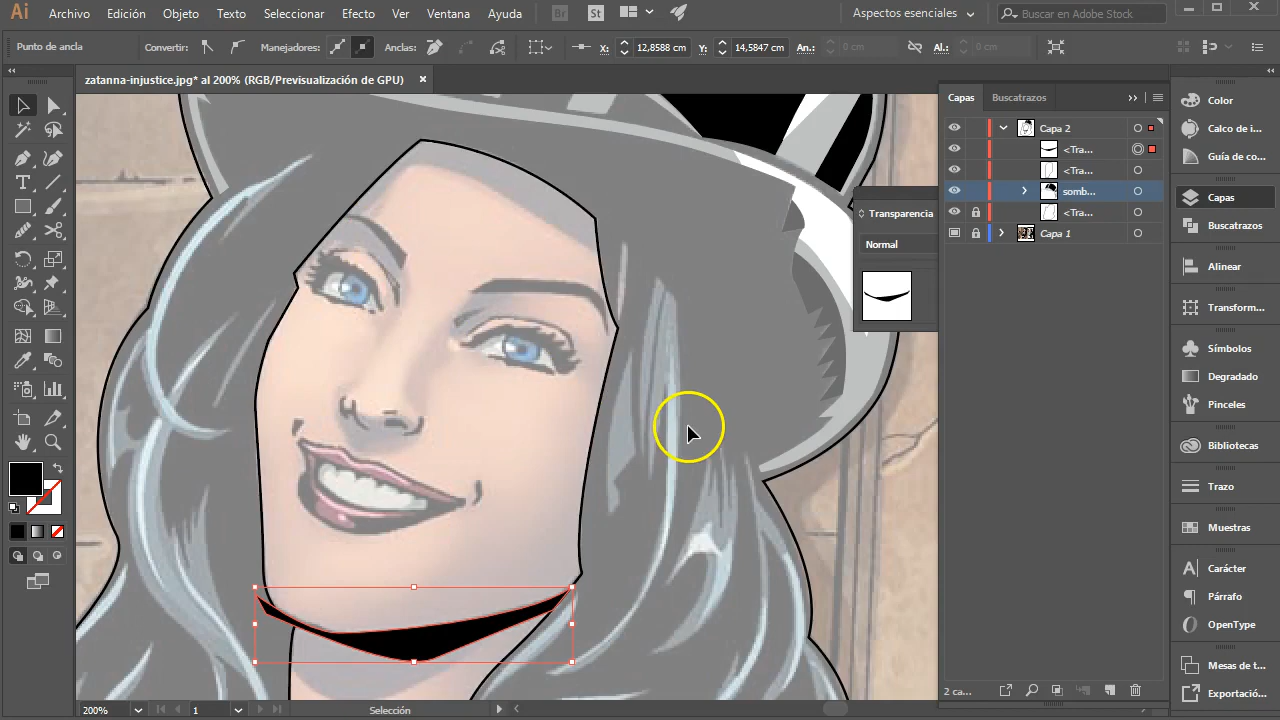 Ai Archivo Edición Objeto Texto Seleccionar Efecto Ver Ventana Ayuda Br St Aspectos esenciales Buscar en Adobe Stock
Punto de ancla Convertir: Manejadores: Anclas: X: 12,8588 cm Y: 14,5847 cm An.: 0 cm Al.: 0 cm
zatanna-injustice.jpg* al 200% (RGB/Previsualización de GPU) ×
Capas Buscatrazos
Color
Capa 2
Calco de i...
<Tra...
Guía de co...
<Tra...
somb...
Capas
<Tra...
Transparencia
Buscatrazos
Capa 1
Normal
Alinear
Transform...
Símbolos
Degradado
Pinceles
Bibliotecas
Trazo
Muestras
Carácter
Párrafo
OpenType
Mesas de t...
Exportació...
2 ca...
200% 1 Selección